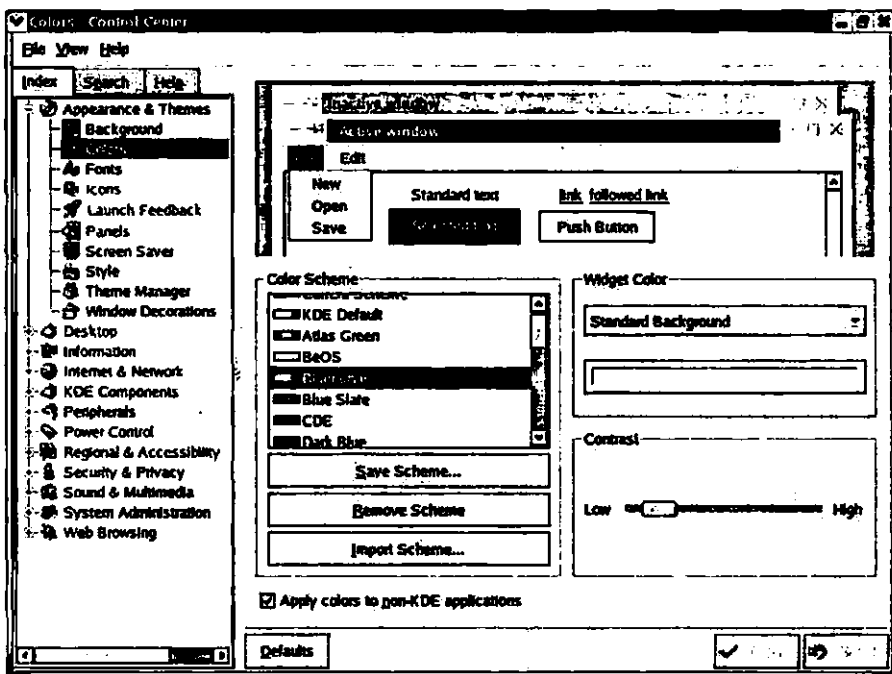 Colors - Control Center
File View Help
Index Search Help
Appearance & Themes
Background
Colors
Fonts
Icons
Launch Feedback
Panels
Screen Saver
Style
Theme Manager
Window Decorations
Desktop
Information
Internet & Network
KDE Components
Peripherals
Power Control
Regional & Accessibility
Security & Privacy
Sound & Multimedia
System Administration
Web Browsing
Inactive window
Active window
Edit
New
Open
Save
Standard text
link followed link
Push Button
Color Scheme
Current Scheme
KDE Default
Atlas Green
BeOS
Blue Slate
CDE
Dark Blue
Save Scheme...
Remove Scheme
Import Scheme...
Widget Color
Standard Background
Contrast
Low High
Apply colors to non-KDE applications
Defaults